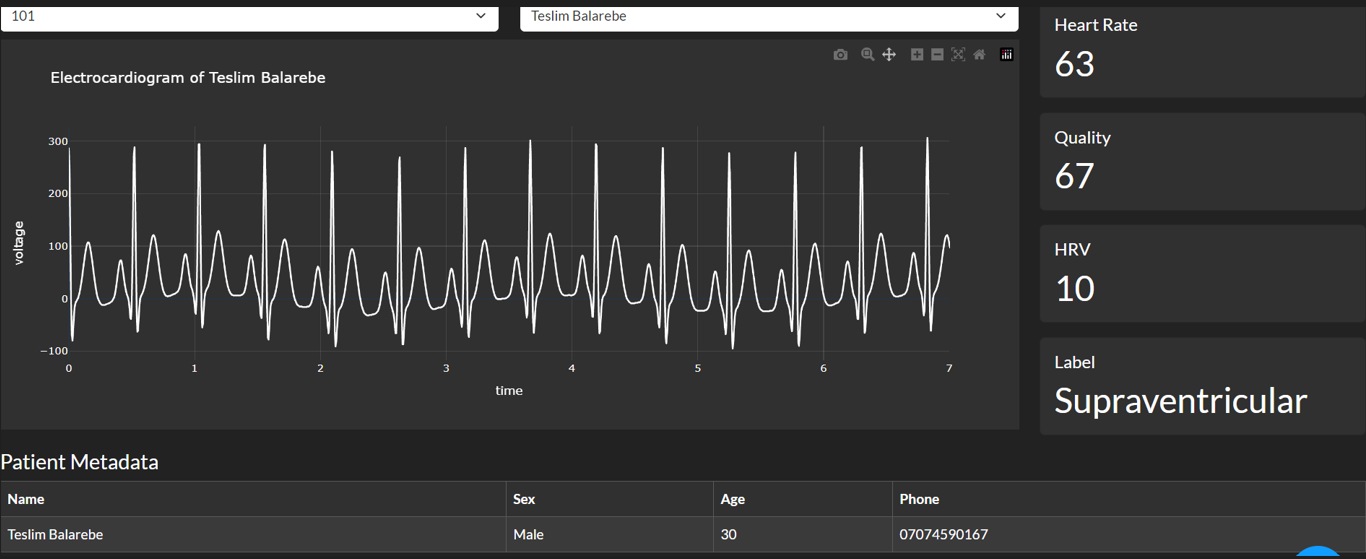 101
Teslim Balarebe
Heart Rate
63
Electrocardiogram of Teslim Balarebe
Quality
67
300
200
100
0
−100
voltage
0 1 2 3 4 5 6 7
time
HRV
10
Label
Supraventricular
Patient Metadata
Name Sex Age Phone
Teslim Balarebe Male 30 07074590167